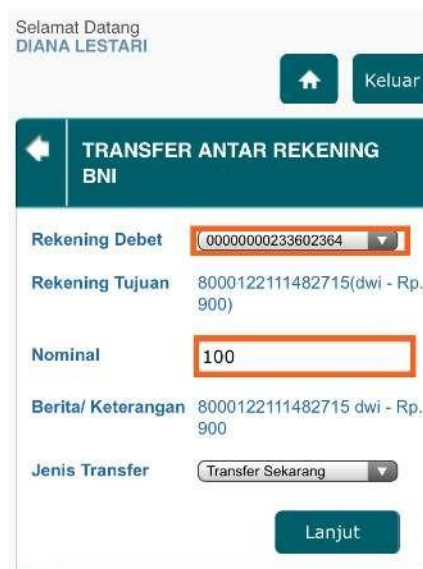 Selamat Datang
DIANA LESTARI
Keluar
TRANSFER ANTAR REKENING
BNI
Rekening Debet 00000000233602364
Rekening Tujuan 8000122111482715(dwi - Rp.
900)
Nominal 100
Berita/ Keterangan 8000122111482715 dwi - Rp.
900
Jenis Transfer Transfer Sekarang
Lanjut